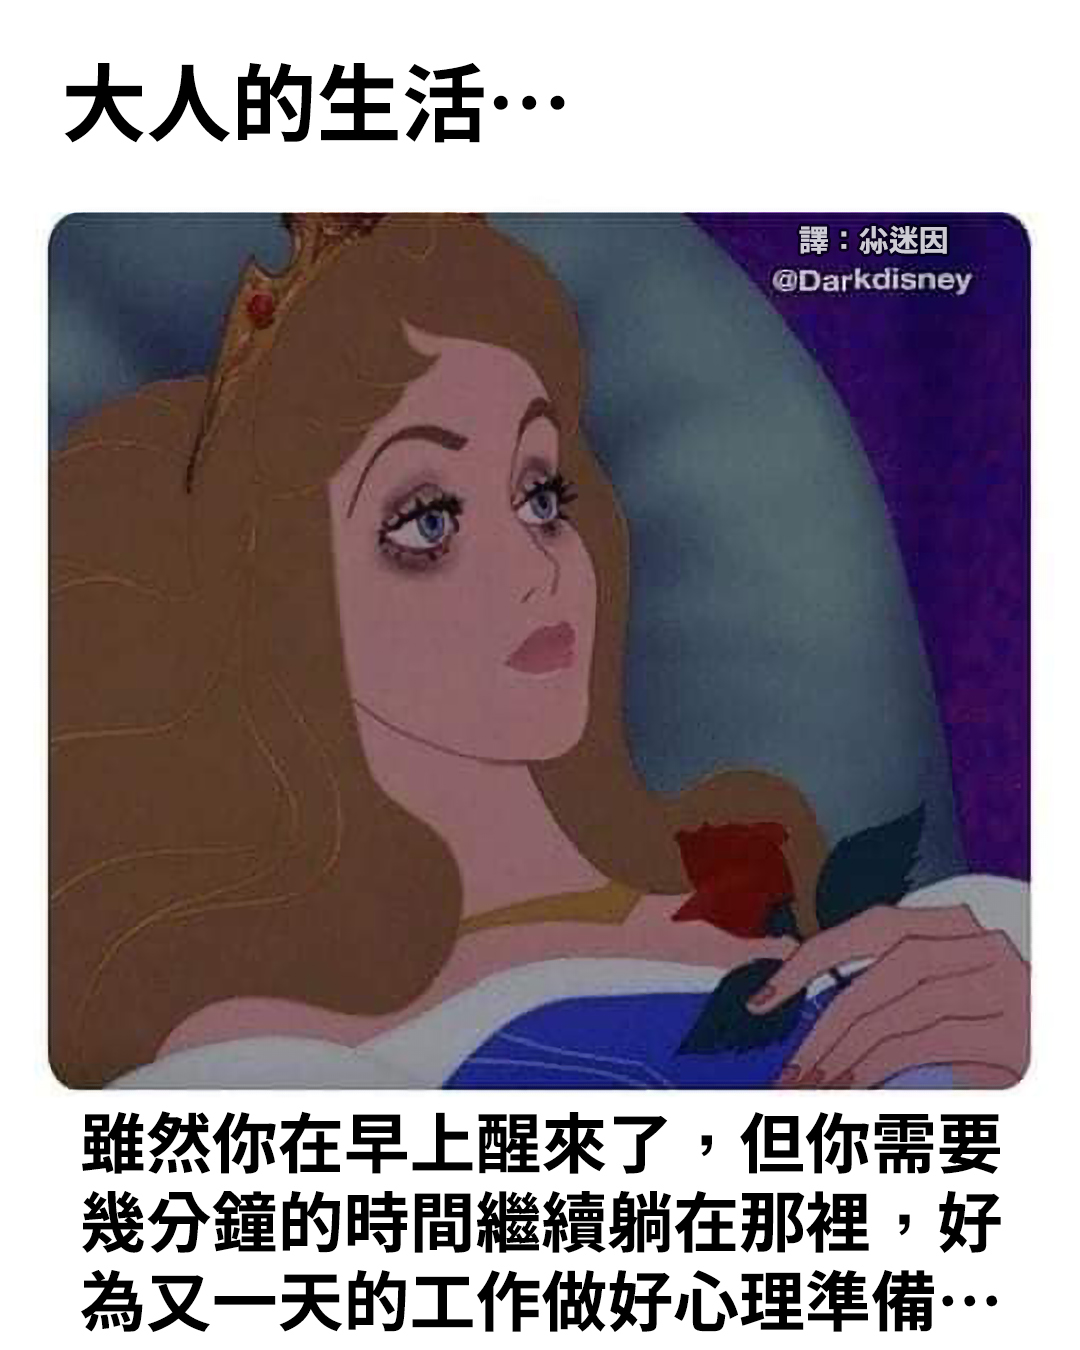 大人的生活…
譯：尛迷因
@Darkdisney
雖然你在早上醒來了，但你需要
幾分鐘的時間繼續躺在那裡，好
為又一天的工作做好心理準備…